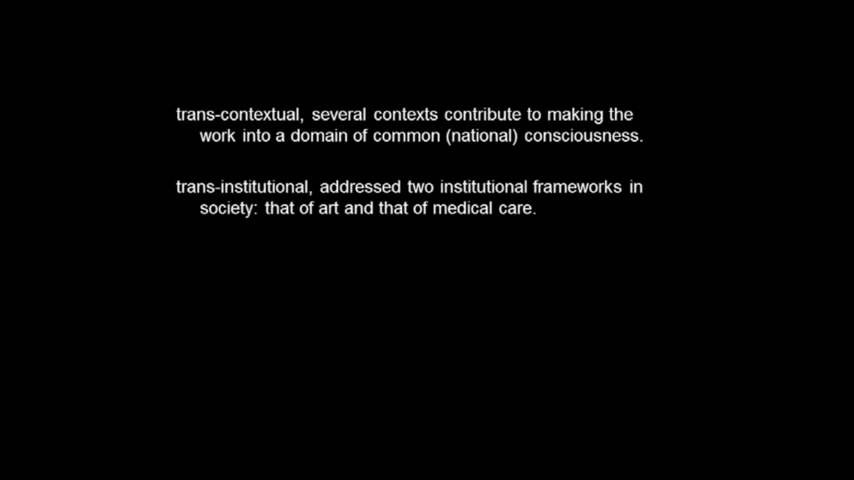 trans-contextual, several contexts contribute to making the
work into a domain of common (national) consciousness.
trans-institutional, addressed two institutional frameworks in
society: that of art and that of medical care.